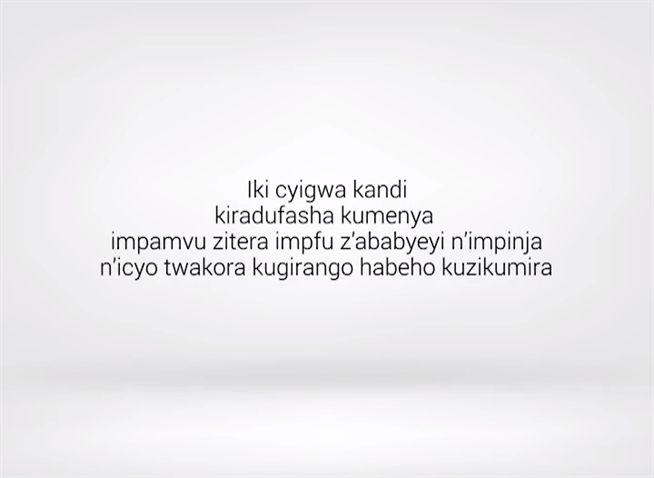 Iki cyigwa kandi
kiradufasha kumenya
impamvu zitera impfu z'ababyeyi n'impinja
n'icyo twakora kugirango habeho kuzikumira